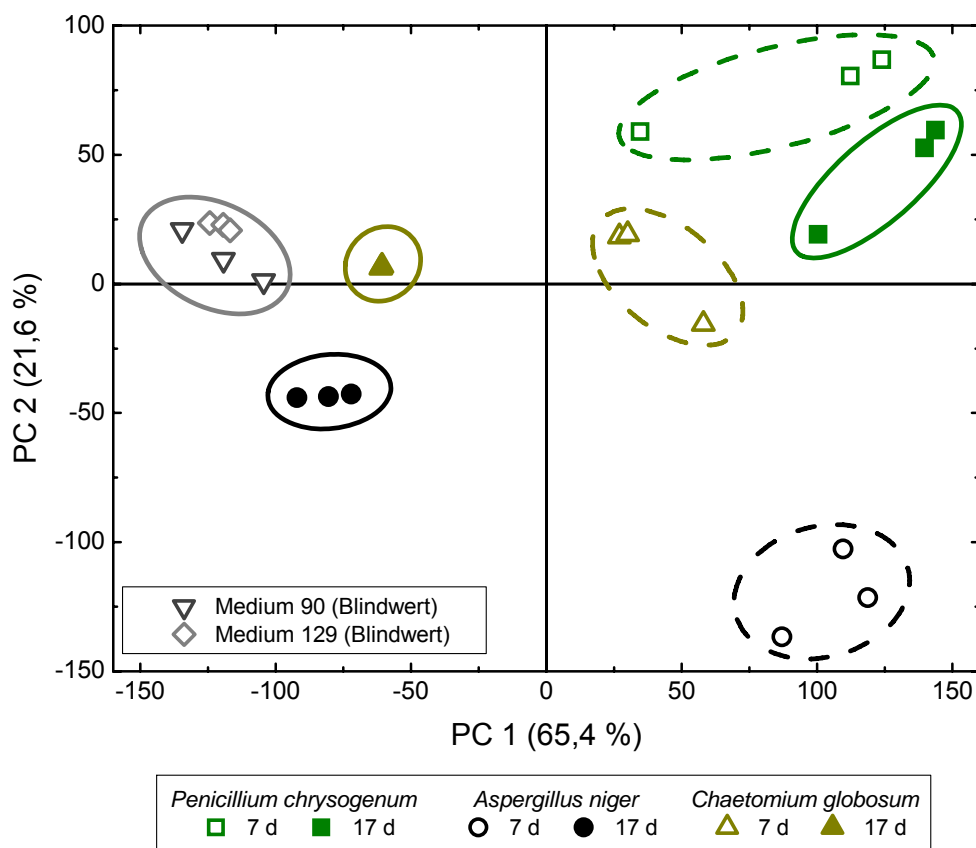 100
50
0
-50
-100
-150
PC 2 (21,6 %)
Medium 90 (Blindwert)
Medium 129 (Blindwert)
-150 -100 -50 0 50 100 150
PC 1 (65,4 %)
Penicillium chrysogenum Aspergillus niger Chaetomium globosum
7 d 17 d 7 d 17 d 7 d 17 d